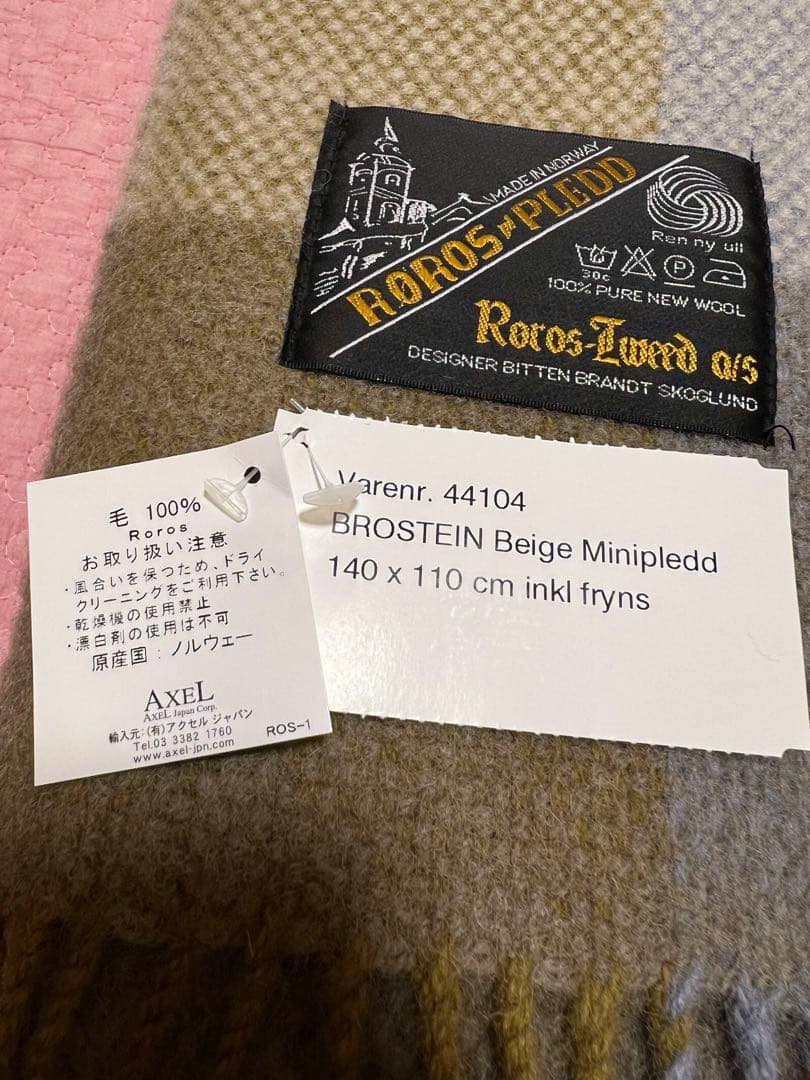 MADE IN NORWAY
RØROS-PLEDD
Ren ny ull
30c
P
100% PURE NEW WOOL
Røros-Tweed a/s
DESIGNER BITTEN BRANDT SKOGLUND
Varenr. 44104
BROSTEIN Beige Minipledd
140 x 110 cm inkl fryns
毛 100%
Roros
お取り扱い注意
・風合いを保つため、ドライ
クリーニングをご利用下さい。
・乾燥機の使用禁止
・漂白剤の使用は不可
原産国:ノルウェー
AXEL
AXEL Japan Corp.
輸入元:(有)アクセル ジャパン
Tel.03 3382 1760
www.axel-jpn.com
ROS-1